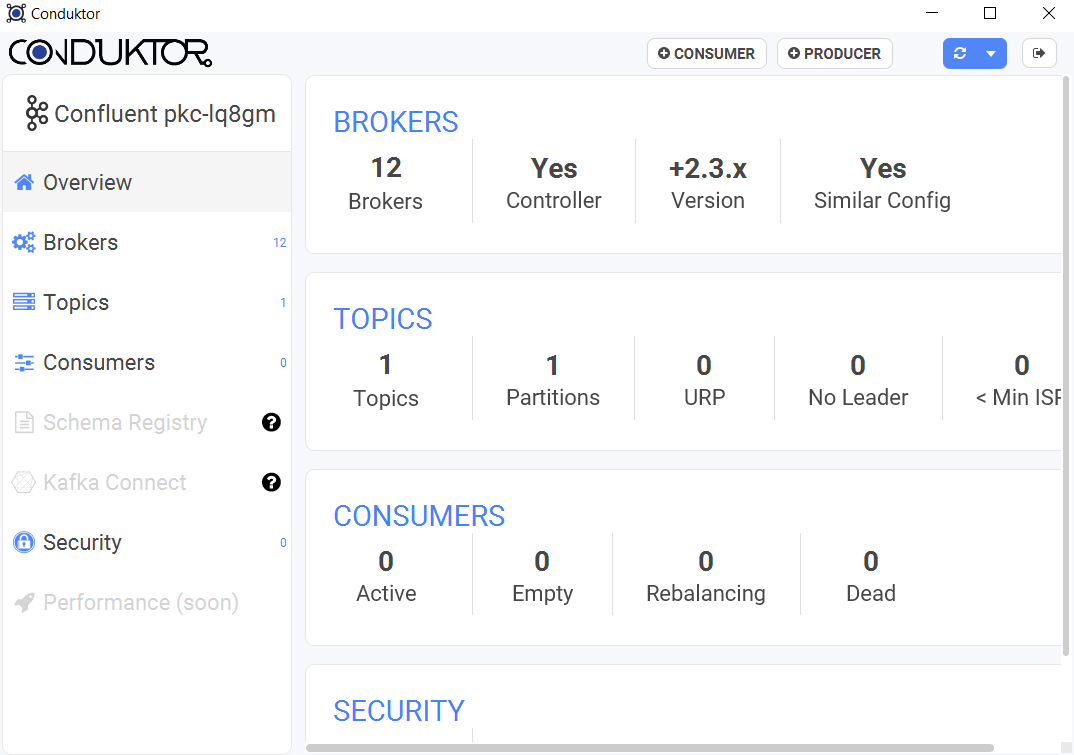 Conduktor
CONDUKTOR
CONSUMER
PRODUCER
Confluent pkc-lq8gm
Overview
Brokers 12
Topics 1
Consumers 0
Schema Registry ?
Kafka Connect ?
Security 0
Performance (soon)
BROKERS
12 Yes +2.3.x Yes
Brokers Controller Version Similar Config
TOPICS
1 1 0 0 0
Topics Partitions URP No Leader < Min ISR
CONSUMERS
0 0 0 0
Active Empty Rebalancing Dead
SECURITY